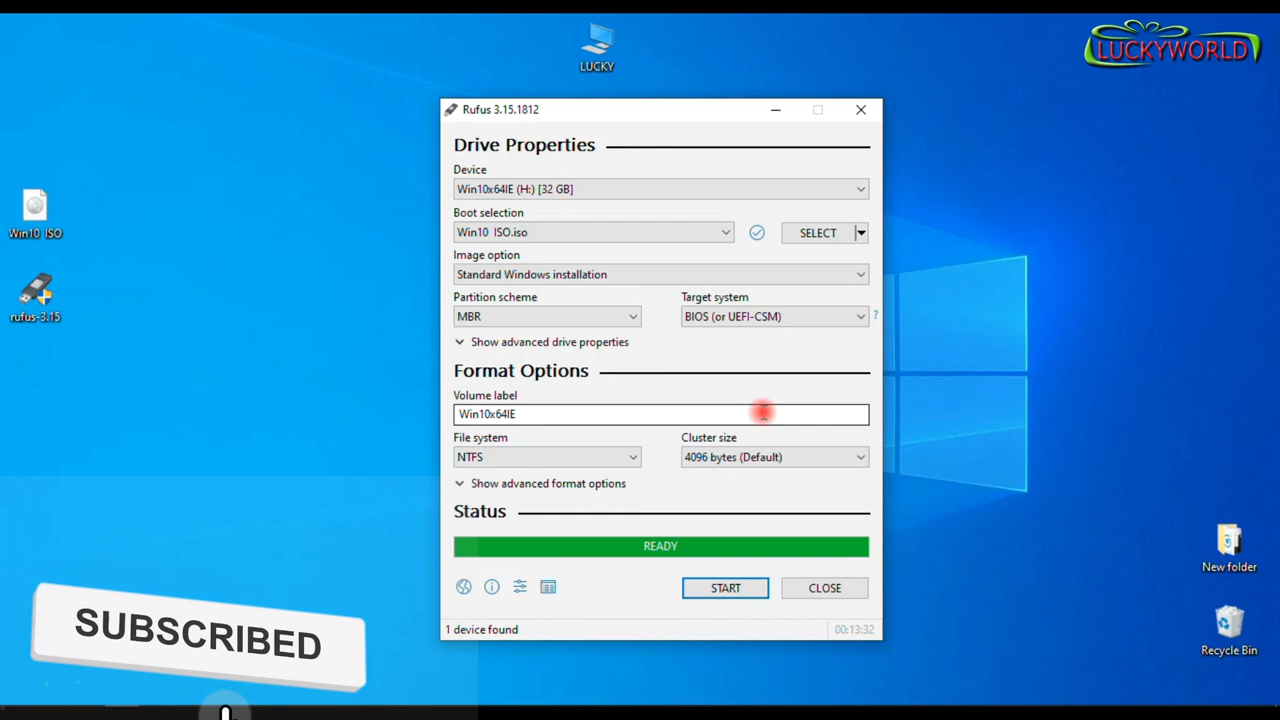 LUCKY
LUCKYWORLD
Win10 ISO
rufus-3.15
Rufus 3.15.1812
Drive Properties
Device
Win10x64IE (H:) [32 GB]
Boot selection
Win10 ISO.iso
SELECT
Image option
Standard Windows installation
Partition scheme
Target system
MBR
BIOS (or UEFI-CSM)
?
Show advanced drive properties
Format Options
Volume label
Win10x64IE
File system
Cluster size
NTFS
4096 bytes (Default)
Show advanced format options
Status
READY
START
CLOSE
1 device found
00:13:32
New folder
Recycle Bin
SUBSCRIBED